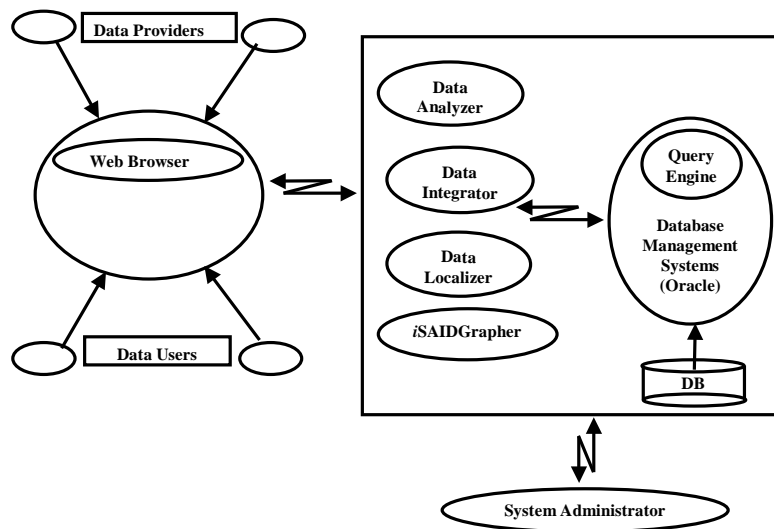 Data Providers
Web Browser
Data Users
Data
Analyzer
Data
Integrator
Data
Localizer
iSAIDGrapher
Query
Engine
Database
Management
Systems
(Oracle)
DB
System Administrator